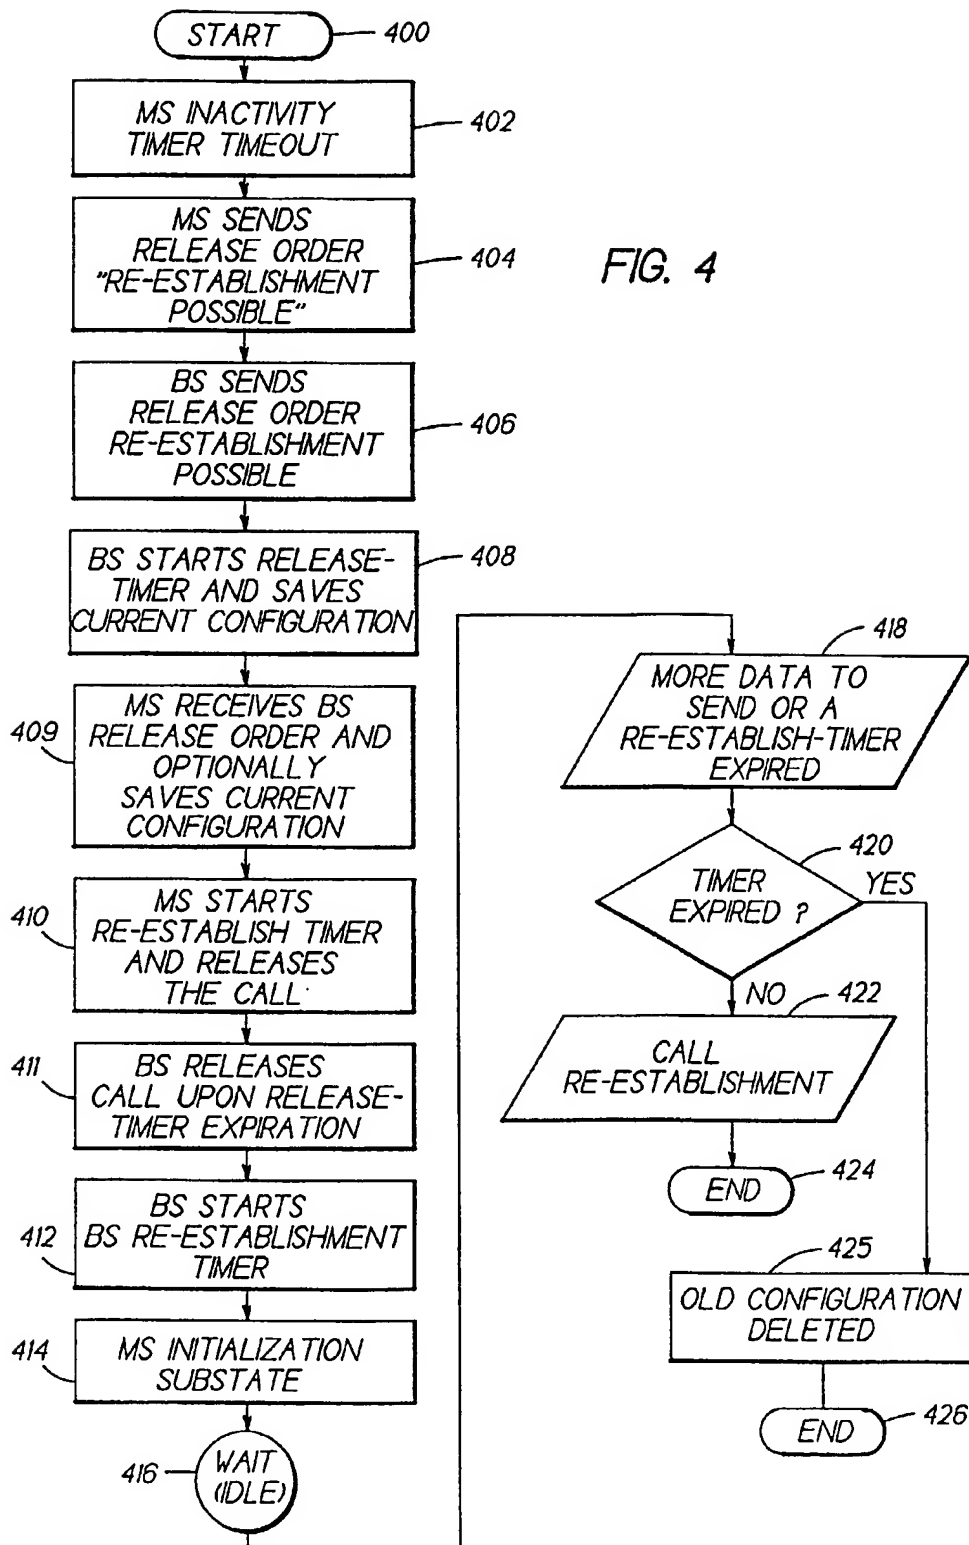 START
400
MS INACTIVITY
TIMER TIMEOUT
402
MS SENDS
RELEASE ORDER
"RE-ESTABLISHMENT
POSSIBLE"
404
FIG. 4
BS SENDS
RELEASE ORDER
RE-ESTABLISHMENT
POSSIBLE
406
BS STARTS RELEASE-
TIMER AND SAVES
CURRENT CONFIGURATION
408
MS RECEIVES BS
RELEASE ORDER AND
OPTIONALLY
SAVES CURRENT
CONFIGURATION
409
MS STARTS
RE-ESTABLISH TIMER
AND RELEASES
THE CALL
410
BS RELEASES
CALL UPON RELEASE-
TIMER EXPIRATION
411
BS STARTS
BS RE-ESTABLISHMENT
TIMER
412
MS INITIALIZATION
SUBSTATE
414
WAIT
(IDLE)
416
418
MORE DATA TO
SEND OR A
RE-ESTABLISH-TIMER
EXPIRED
420
TIMER
EXPIRED ?
YES
NO
422
CALL
RE-ESTABLISHMENT
END
424
425
OLD CONFIGURATION
DELETED
END
426